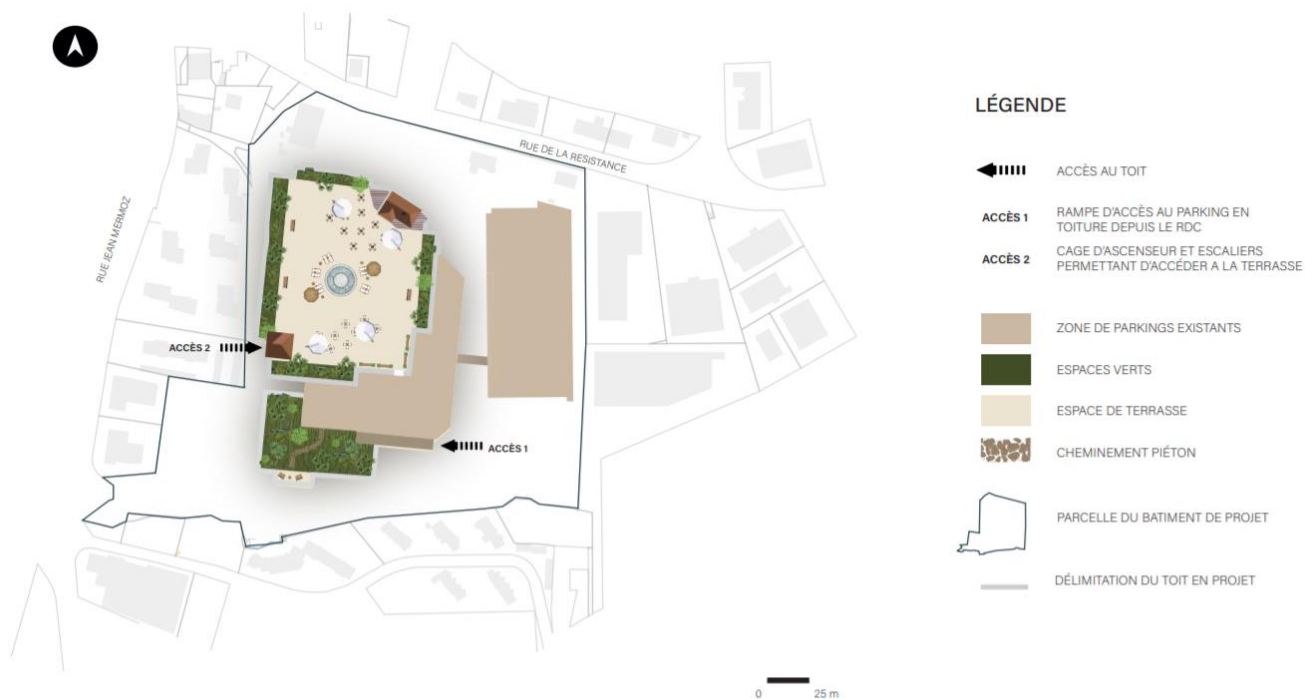 RUE DE LA RESISTANCE
RUE JEAN MERMOZ
ACCÈS 2
ACCÈS 1
0 25 m
LÉGENDE
ACCÈS AU TOIT
ACCÈS 1 RAMPE D'ACCÈS AU PARKING EN
TOITURE DEPUIS LE RDC
ACCÈS 2 CAGE D'ASCENSEUR ET ESCALIERS
PERMETTANT D'ACCÉDER A LA TERRASSE
ZONE DE PARKINGS EXISTANTS
ESPACES VERTS
ESPACE DE TERRASSE
CHEMINEMENT PIÉTON
PARCELLE DU BATIMENT DE PROJET
DÉLIMITATION DU TOIT EN PROJET